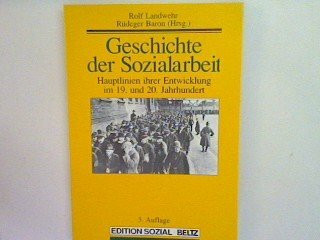 Rolf Landwehr
Rüdeger Baron (Hrsg.)
Geschichte
der Sozialarbeit
Hauptlinien ihrer Entwicklung
im 19. und 20. Jahrhundert
3. Auflage
EDITION SOZIAL BELTZ